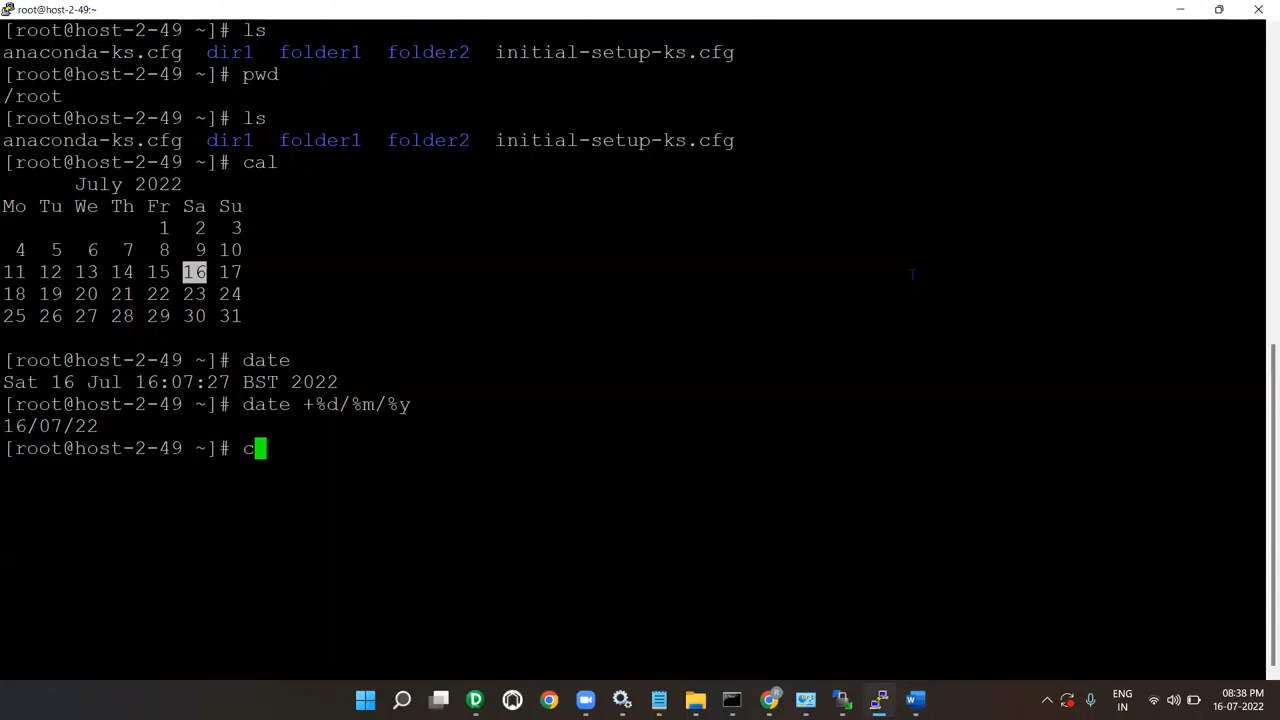 root@host-2-49:~
[root@host-2-49 ~]# ls
anaconda-ks.cfg  dir1  folder1  folder2  initial-setup-ks.cfg
[root@host-2-49 ~]# pwd
/root
[root@host-2-49 ~]# ls
anaconda-ks.cfg  dir1  folder1  folder2  initial-setup-ks.cfg
[root@host-2-49 ~]# cal
      July 2022
Mo Tu We Th Fr Sa Su
             1  2  3
 4  5  6  7  8  9 10
11 12 13 14 15 16 17
18 19 20 21 22 23 24
25 26 27 28 29 30 31
[root@host-2-49 ~]# date
Sat 16 Jul 16:07:27 BST 2022
[root@host-2-49 ~]# date +%d/%m/%y
16/07/22
[root@host-2-49 ~]# c
ENG 08:38 PM
IN 16-07-2022